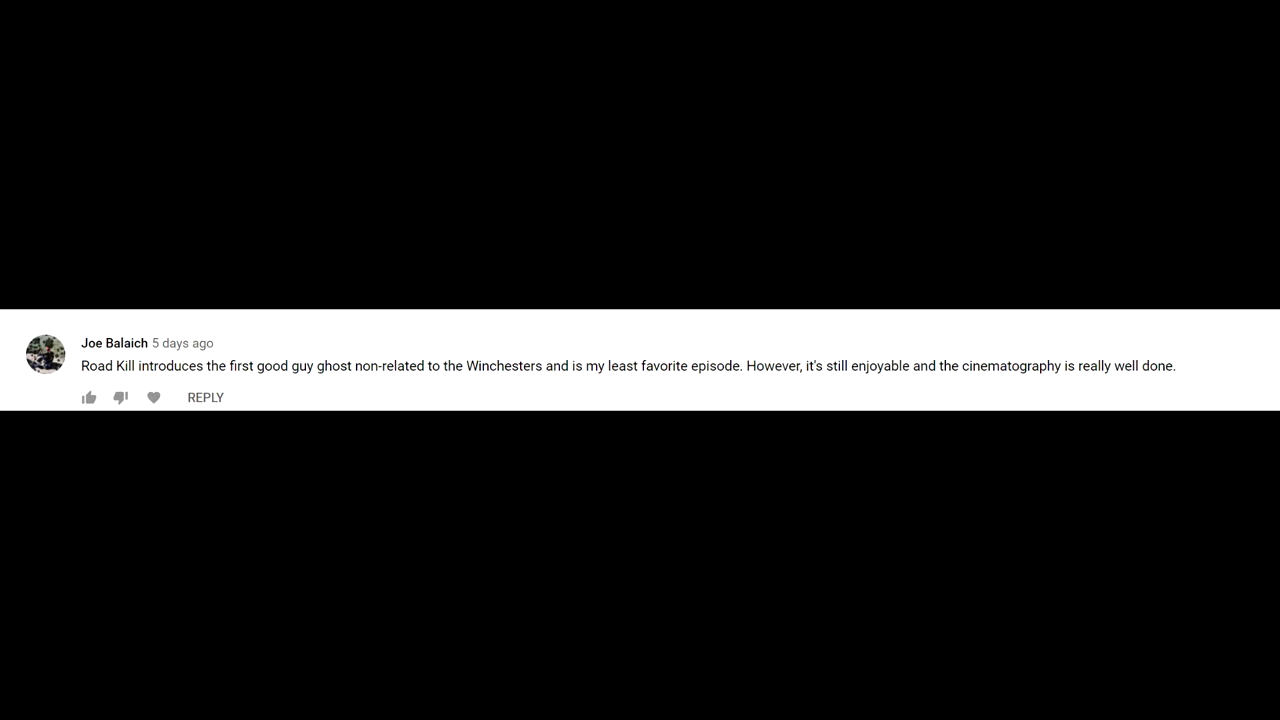 Joe Balaich 5 days ago
Road Kill introduces the first good guy ghost non-related to the Winchesters and is my least favorite episode. However, it's still enjoyable and the cinematography is really well done.
REPLY